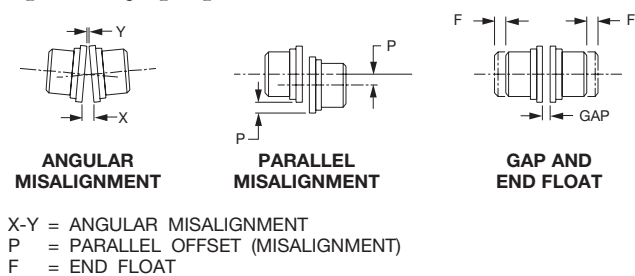 Y
X
ANGULAR
MISALIGNMENT
P
P
PARALLEL
MISALIGNMENT
F
F
GAP
GAP AND
END FLOAT
X-Y = ANGULAR MISALIGNMENT
P = PARALLEL OFFSET (MISALIGNMENT)
F = END FLOAT